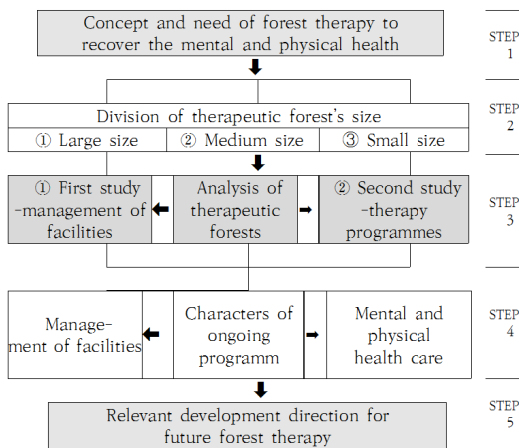 Concept and need of forest therapy to
recover the mental and physical health
STEP
1
Division of therapeutic forest's size
① Large size
② Medium size
③ Small size
STEP
2
① First study
-management of
facilities
Analysis of
therapeutic
forests
② Second study
-therapy
programmes
STEP
3
Manage-
ment of facilities
Characters of
ongoing
programm
Mental and
physical
health care
STEP
4
Relevant development direction for
future forest therapy
STEP
5